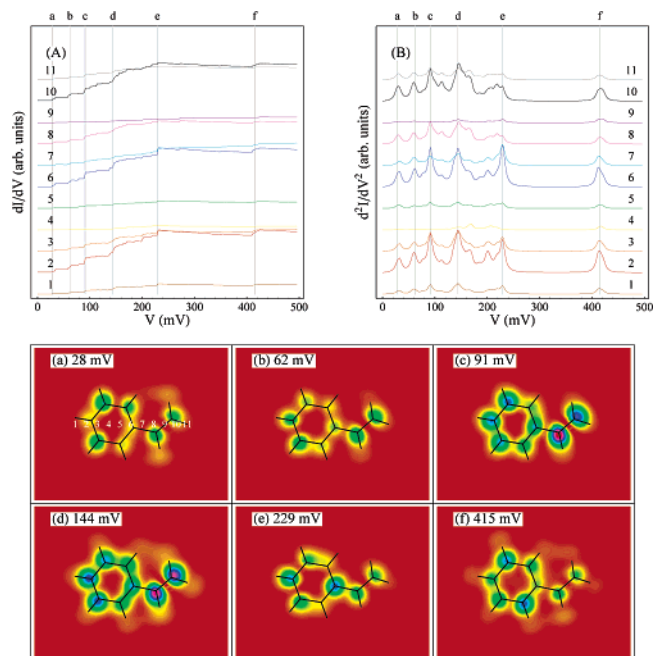 a b c d e f
a b c d e f
(A)
(B)
11
10
9
8
7
6
5
4
3
2
1
11
10
9
8
7
6
5
4
3
2
1
dI/dV (arb. units)
d²I/dV² (arb. units)
0 100 200 300 400 500
0 100 200 300 400 500
V (mV)
V (mV)
(a) 28 mV
(b) 62 mV
(c) 91 mV
1 2 3 4 5 6 7 8 9 10 11
(d) 144 mV
(e) 229 mV
(f) 415 mV